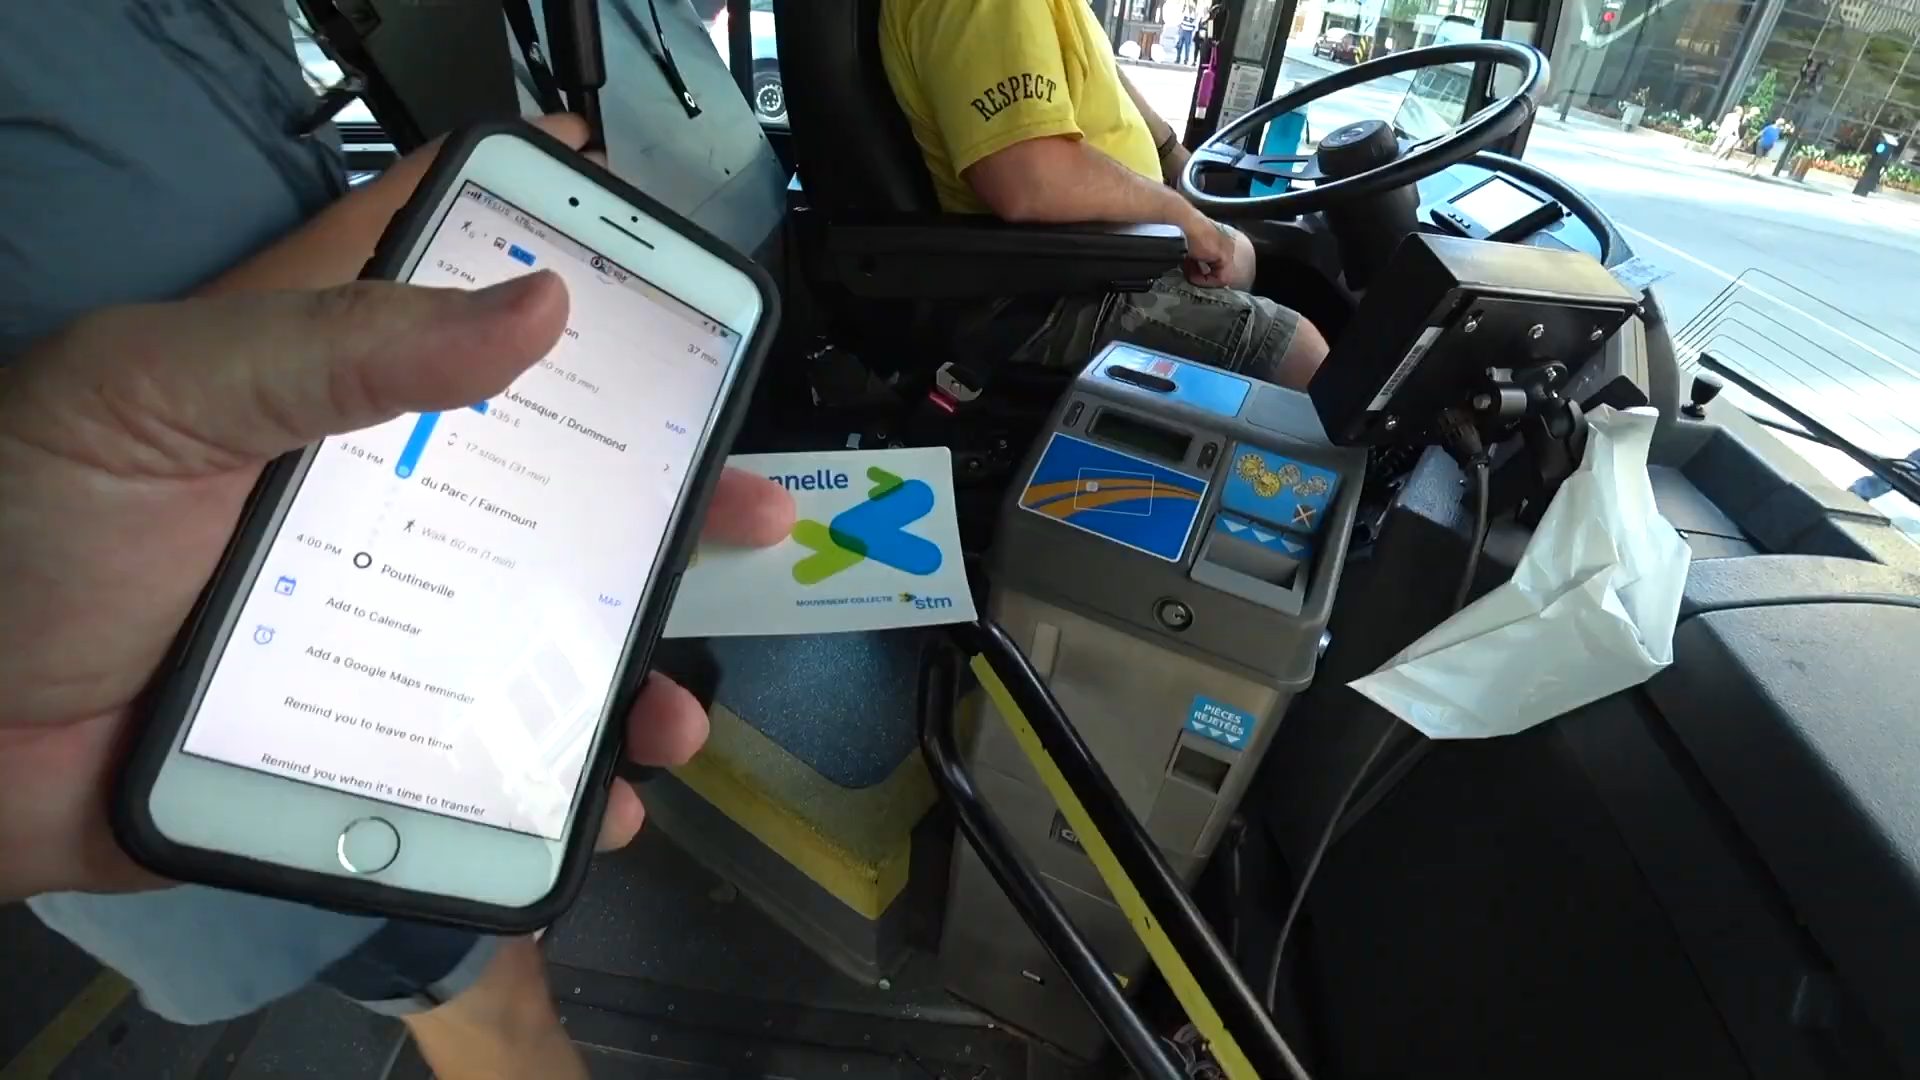 RESPECT
TELUS LTE
3:22 PM
37 min
Lévesque / Drummond
435-E
MAP
17 stops (31 min)
3:59 PM
du Parc / Fairmount
Walk 60 m (1 min)
4:00 PM
Poutineville
MAP
Add to Calendar
Add a Google Maps reminder
Remind you to leave on time
Remind you when it's time to transfer
nnelle
MOUVEMENT COLLECTIF
stm
PIÈCES
REJETÉES